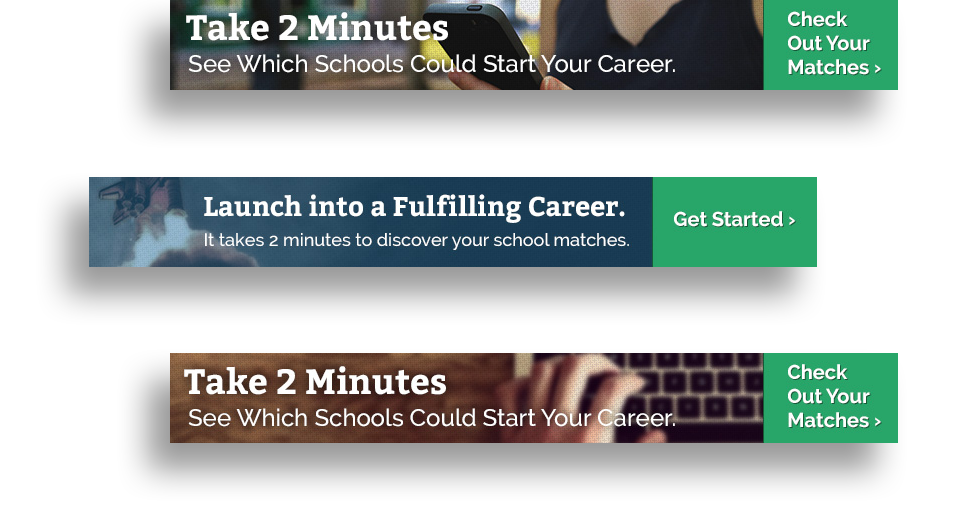 Take 2 Minutes
See Which Schools Could Start Your Career.
Check
Out Your
Matches ›
Launch into a Fulfilling Career.
It takes 2 minutes to discover your school matches.
Get Started ›
Take 2 Minutes
See Which Schools Could Start Your Career.
Check
Out Your
Matches ›